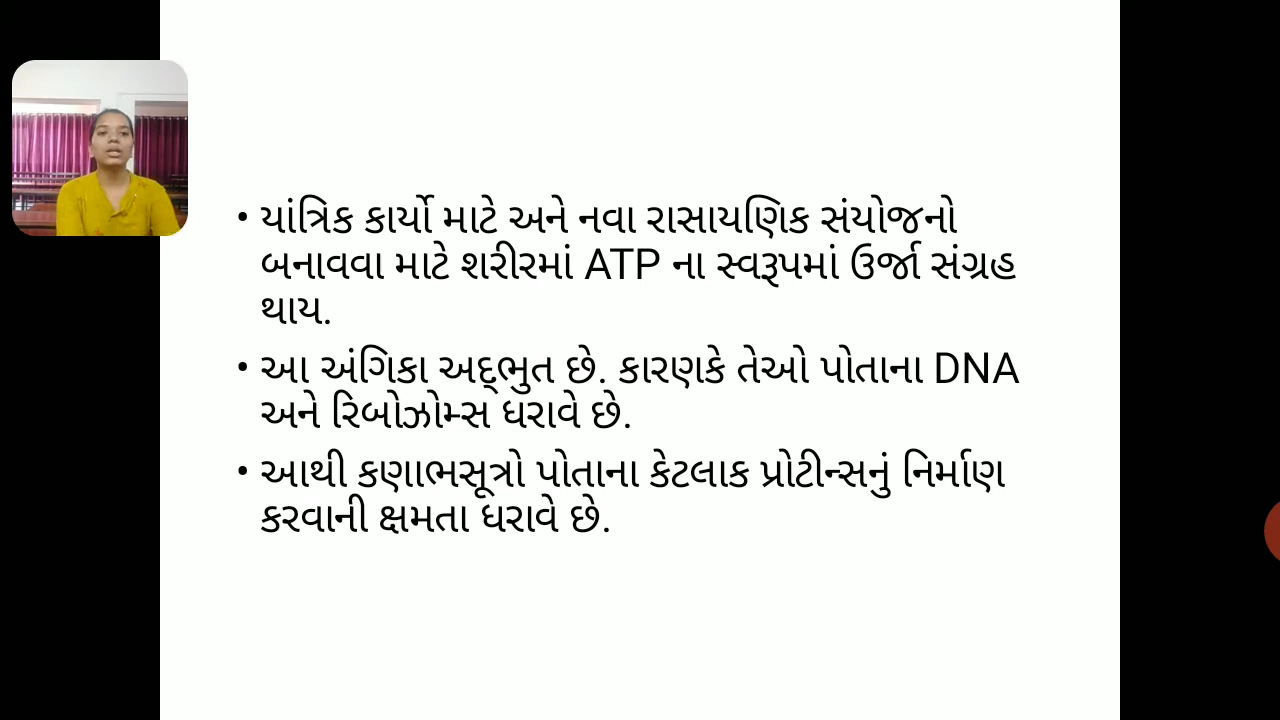 • યાંત્રિક કાર્યો માટે અને નવા રાસાયણિક સંયોજનો
બનાવવા માટે શરીરમાં ATP ના સ્વરૂપમાં ઉર્જા સંગ્રહ
થાય.
• આ અંગિકા અદ્ભુત છે. કારણકે તેઓ પોતાના DNA
અને રિબોઝોમ્સ ધરાવે છે.
• આથી કણાભસૂત્રો પોતાના કેટલાક પ્રોટીન્સનું નિર્માણ
કરવાની ક્ષમતા ધરાવે છે.